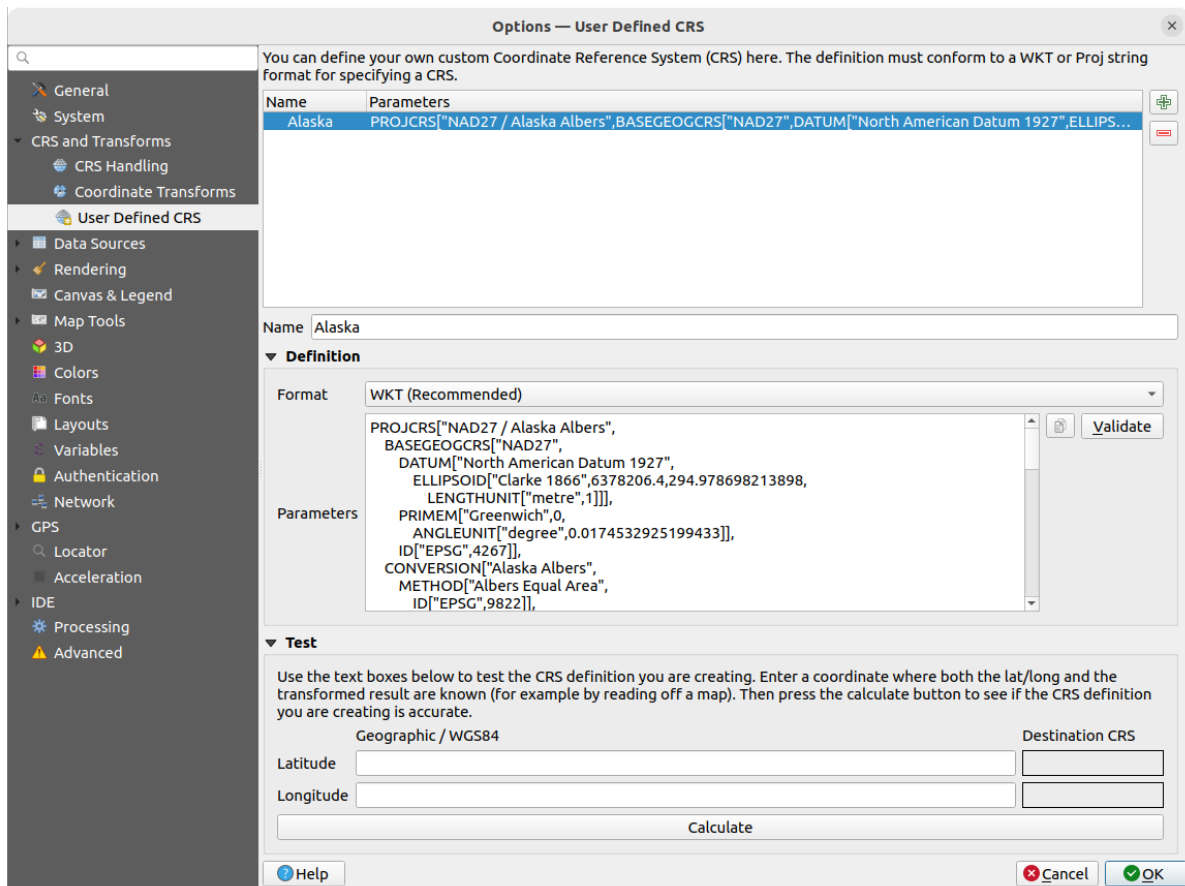 Options — User Defined CRS
General
System
CRS and Transforms
CRS Handling
Coordinate Transforms
User Defined CRS
Data Sources
Rendering
Canvas & Legend
Map Tools
3D
Colors
Aa Fonts
Layouts
Variables
Authentication
Network
GPS
Locator
Acceleration
IDE
Processing
Advanced
You can define your own custom Coordinate Reference System (CRS) here. The definition must conform to a WKT or Proj string
format for specifying a CRS.
Name Parameters
Alaska PROJCRS["NAD27 / Alaska Albers",BASEGEOGCRS["NAD27",DATUM["North American Datum 1927",ELLIPS...
Name Alaska
Definition
Format WKT (Recommended)
Parameters
PROJCRS["NAD27 / Alaska Albers",
BASEGEOGCRS["NAD27",
DATUM["North American Datum 1927",
ELLIPSOID["Clarke 1866",6378206.4,294.978698213898,
LENGTHUNIT["metre",1]]],
PRIMEM["Greenwich",0,
ANGLEUNIT["degree",0.0174532925199433]],
ID["EPSG",4267]],
CONVERSION["Alaska Albers",
METHOD["Albers Equal Area",
ID["EPSG",9822]],
Validate
Test
Use the text boxes below to test the CRS definition you are creating. Enter a coordinate where both the lat/long and the
transformed result are known (for example by reading off a map). Then press the calculate button to see if the CRS definition
you are creating is accurate.
Geographic / WGS84 Destination CRS
Latitude
Longitude
Calculate
Help Cancel OK